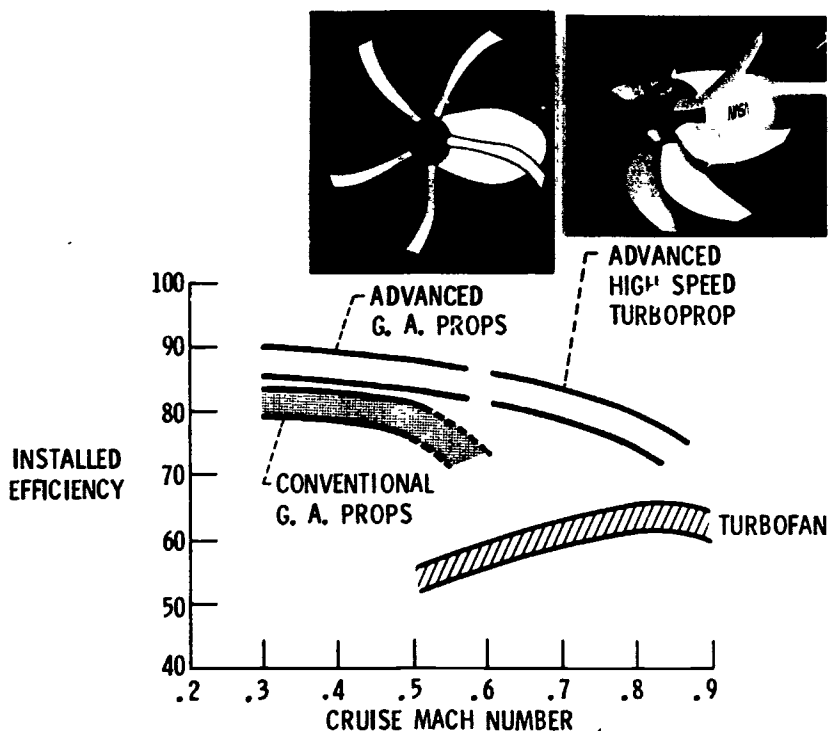 NASA
ADVANCED
G. A. PROPS
ADVANCED
HIGH SPEED
TURBOPROP
100
90
80
70
60
50
40
INSTALLED
EFFICIENCY
CONVENTIONAL
G. A. PROPS
TURBOFAN
.2 .3 .4 .5 .6 .7 .8 .9
CRUISE MACH NUMBER